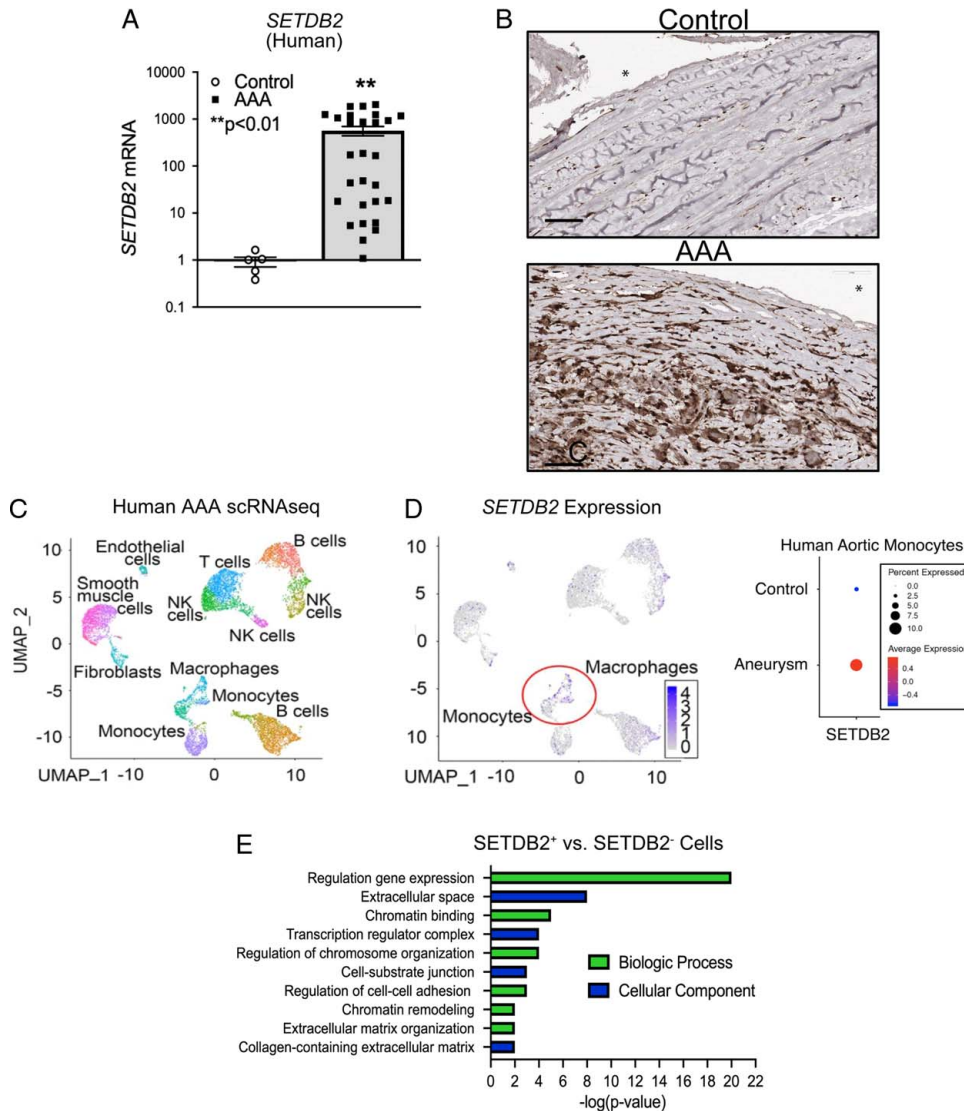 A
SETDB2
(Human)
SETDB2 mRNA
10000
1000
100
10
1
0.1
Control
AAA
**p<0.01
**
B
Control
*
AAA
*
C
C
Human AAA scRNAseq
UMAP_2
10
5
0
-5
-10
Endothelial
cells
Smooth
muscle
cells
Fibroblasts
T cells
B cells
NK
cells
NK
cells
NK cells
Macrophages
Monocytes
B cells
Monocytes
UMAP_1 -10 0 10
D
SETDB2 Expression
10
5
0
-5
-10
Macrophages
Monocytes
4
3
2
1
0
UMAP_1 -10 0 10
Human Aortic Monocytes
Control
Aneurysm
SETDB2
Percent Expressed
0.0
2.5
5.0
7.5
10.0
Average Expression
0.4
0.0
-0.4
E
SETDB2+ vs. SETDB2- Cells
Regulation gene expression
Extracellular space
Chromatin binding
Transcription regulator complex
Regulation of chromosome organization
Cell-substrate junction
Regulation of cell-cell adhesion
Chromatin remodeling
Extracellular matrix organization
Collagen-containing extracellular matrix
Biologic Process
Cellular Component
0 2 4 6 8 10 12 14 16 18 20 22
-log(p-value)